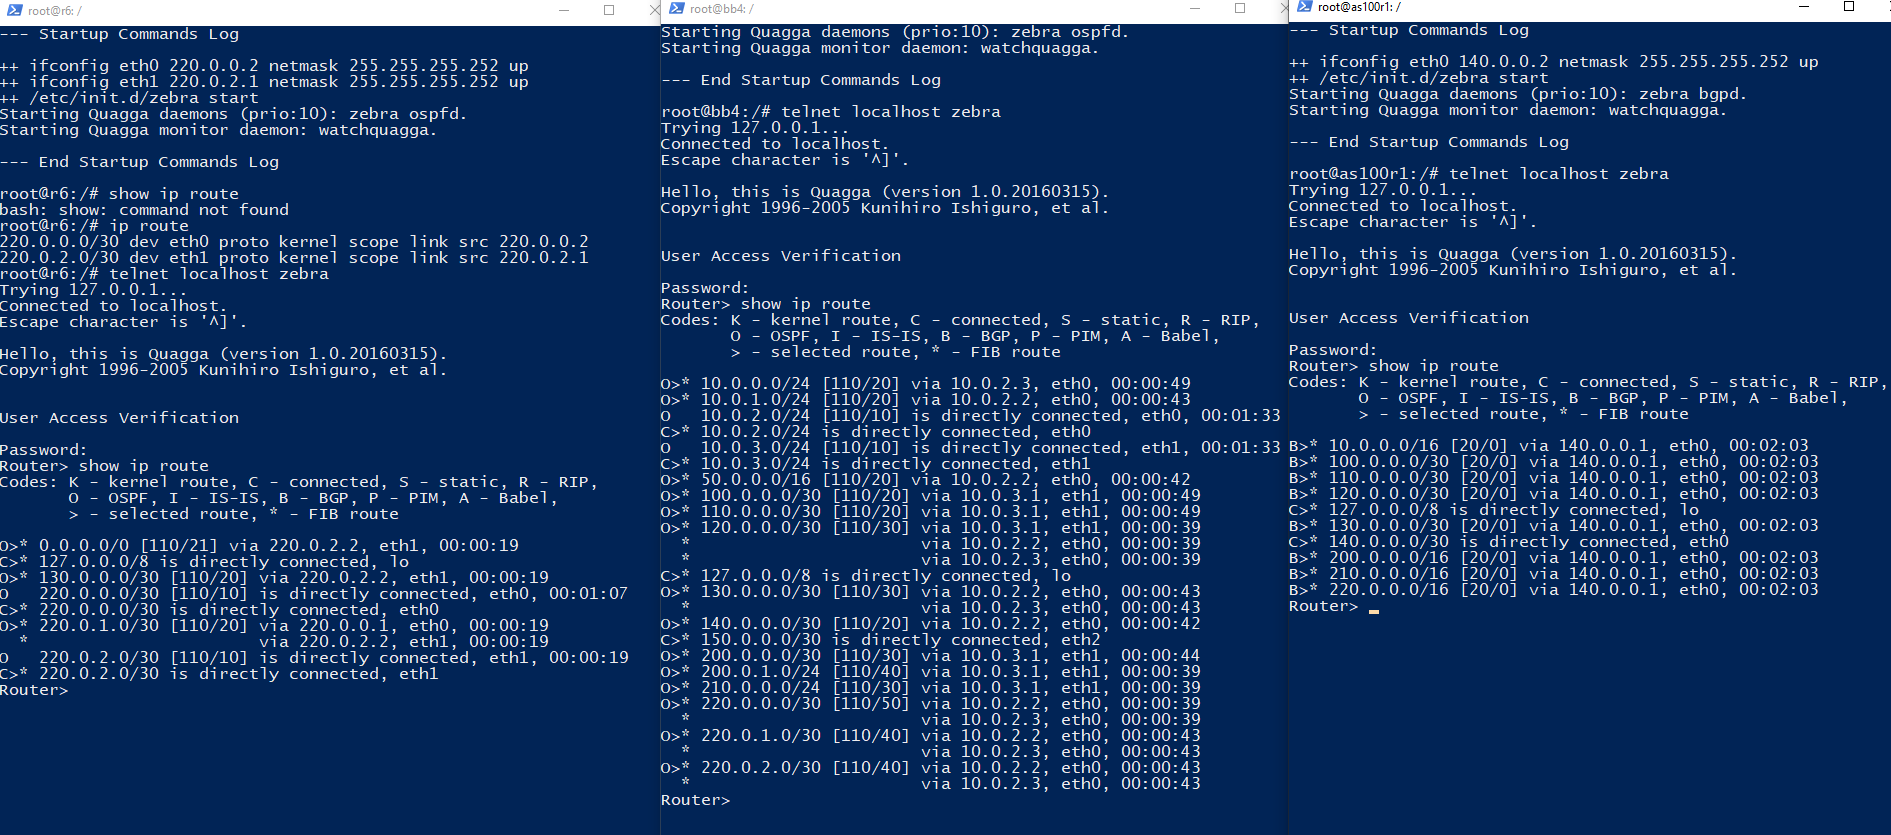 root@r6: /
--- Startup Commands Log
++ ifconfig eth0 220.0.0.2 netmask 255.255.255.252 up
++ ifconfig eth1 220.0.2.1 netmask 255.255.255.252 up
++ /etc/init.d/zebra start
Starting Quagga daemons (prio:10): zebra ospfd.
Starting Quagga monitor daemon: watchquagga.
--- End Startup Commands Log
root@r6:/# show ip route
bash: show: command not found
root@r6:/# ip route
220.0.0.0/30 dev eth0 proto kernel scope link src 220.0.0.2
220.0.2.0/30 dev eth1 proto kernel scope link src 220.0.2.1
root@r6:/# telnet localhost zebra
Trying 127.0.0.1...
Connected to localhost.
Escape character is '^]'.
Hello, this is Quagga (version 1.0.20160315).
Copyright 1996-2005 Kunihiro Ishiguro, et al.
User Access Verification
Password:
Router> show ip route
Codes: K - kernel route, C - connected, S - static, R - RIP,
O - OSPF, I - IS-IS, B - BGP, P - PIM, A - Babel,
> - selected route, * - FIB route
O>* 0.0.0.0/0 [110/21] via 220.0.2.2, eth1, 00:00:19
C>* 127.0.0.0/8 is directly connected, lo
O>* 130.0.0.0/30 [110/20] via 220.0.2.2, eth1, 00:00:19
O   220.0.0.0/30 [110/10] is directly connected, eth0, 00:01:07
C>* 220.0.0.0/30 is directly connected, eth0
O>* 220.0.1.0/30 [110/20] via 220.0.0.1, eth0, 00:00:19
  *                       via 220.0.2.2, eth1, 00:00:19
O   220.0.2.0/30 [110/10] is directly connected, eth1, 00:00:19
C>* 220.0.2.0/30 is directly connected, eth1
Router>
root@bb4: /
Starting Quagga daemons (prio:10): zebra ospfd.
Starting Quagga monitor daemon: watchquagga.
--- End Startup Commands Log
root@bb4:/# telnet localhost zebra
Trying 127.0.0.1...
Connected to localhost.
Escape character is '^]'.
Hello, this is Quagga (version 1.0.20160315).
Copyright 1996-2005 Kunihiro Ishiguro, et al.
User Access Verification
Password:
Router> show ip route
Codes: K - kernel route, C - connected, S - static, R - RIP,
O - OSPF, I - IS-IS, B - BGP, P - PIM, A - Babel,
> - selected route, * - FIB route
O>* 10.0.0.0/24 [110/20] via 10.0.2.3, eth0, 00:00:49
O>* 10.0.1.0/24 [110/20] via 10.0.2.2, eth0, 00:00:43
O   10.0.2.0/24 [110/10] is directly connected, eth0, 00:01:33
C>* 10.0.2.0/24 is directly connected, eth0
O   10.0.3.0/24 [110/10] is directly connected, eth1, 00:01:33
C>* 10.0.3.0/24 is directly connected, eth1
O>* 50.0.0.0/16 [110/20] via 10.0.2.2, eth0, 00:00:42
O>* 100.0.0.0/30 [110/20] via 10.0.3.1, eth1, 00:00:49
O>* 110.0.0.0/30 [110/20] via 10.0.3.1, eth1, 00:00:49
O>* 120.0.0.0/30 [110/30] via 10.0.3.1, eth1, 00:00:39
  *                       via 10.0.2.2, eth0, 00:00:39
  *                       via 10.0.2.3, eth0, 00:00:39
C>* 127.0.0.0/8 is directly connected, lo
O>* 130.0.0.0/30 [110/30] via 10.0.2.2, eth0, 00:00:43
  *                       via 10.0.2.3, eth0, 00:00:43
O>* 140.0.0.0/30 [110/20] via 10.0.2.2, eth0, 00:00:42
C>* 150.0.0.0/30 is directly connected, eth2
O>* 200.0.0.0/30 [110/30] via 10.0.3.1, eth1, 00:00:44
O>* 200.0.1.0/24 [110/40] via 10.0.3.1, eth1, 00:00:39
O>* 210.0.0.0/24 [110/30] via 10.0.3.1, eth1, 00:00:39
O>* 220.0.0.0/30 [110/50] via 10.0.2.2, eth0, 00:00:39
  *                       via 10.0.2.3, eth0, 00:00:39
O>* 220.0.1.0/30 [110/40] via 10.0.2.2, eth0, 00:00:43
  *                       via 10.0.2.3, eth0, 00:00:43
O>* 220.0.2.0/30 [110/40] via 10.0.2.2, eth0, 00:00:43
  *                       via 10.0.2.3, eth0, 00:00:43
Router>
root@as100r1: /
--- Startup Commands Log
++ ifconfig eth0 140.0.0.2 netmask 255.255.255.252 up
++ /etc/init.d/zebra start
Starting Quagga daemons (prio:10): zebra bgpd.
Starting Quagga monitor daemon: watchquagga.
--- End Startup Commands Log
root@as100r1:/# telnet localhost zebra
Trying 127.0.0.1...
Connected to localhost.
Escape character is '^]'.
Hello, this is Quagga (version 1.0.20160315).
Copyright 1996-2005 Kunihiro Ishiguro, et al.
User Access Verification
Password:
Router> show ip route
Codes: K - kernel route, C - connected, S - static, R - RIP,
O - OSPF, I - IS-IS, B - BGP, P - PIM, A - Babel,
> - selected route, * - FIB route
B>* 10.0.0.0/16 [20/0] via 140.0.0.1, eth0, 00:02:03
B>* 100.0.0.0/30 [20/0] via 140.0.0.1, eth0, 00:02:03
B>* 110.0.0.0/30 [20/0] via 140.0.0.1, eth0, 00:02:03
B>* 120.0.0.0/30 [20/0] via 140.0.0.1, eth0, 00:02:03
C>* 127.0.0.0/8 is directly connected, lo
B>* 130.0.0.0/30 [20/0] via 140.0.0.1, eth0, 00:02:03
C>* 140.0.0.0/30 is directly connected, eth0
B>* 200.0.0.0/16 [20/0] via 140.0.0.1, eth0, 00:02:03
B>* 210.0.0.0/16 [20/0] via 140.0.0.1, eth0, 00:02:03
B>* 220.0.0.0/16 [20/0] via 140.0.0.1, eth0, 00:02:03
Router>